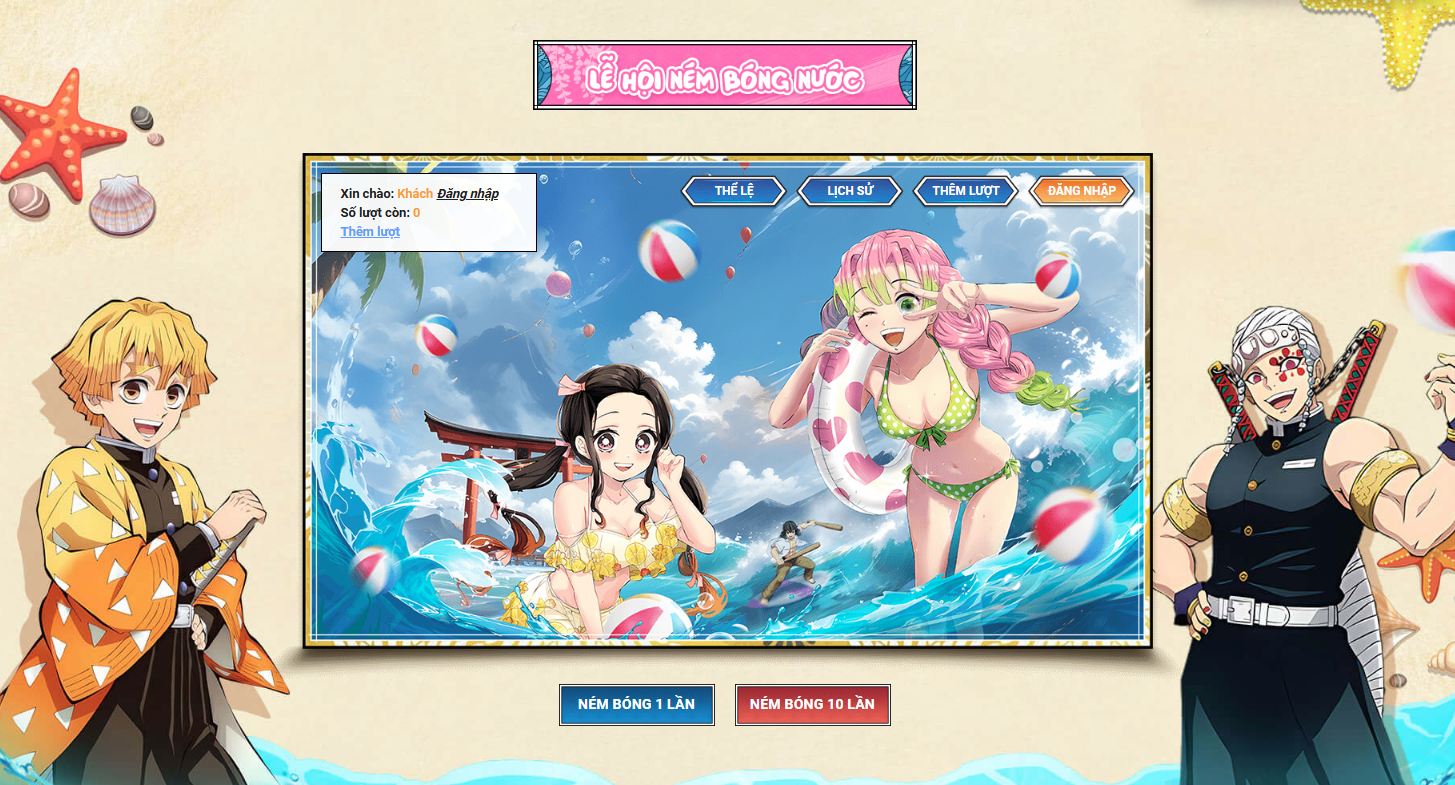 LỄ HỘI NÉM BÓNG NƯỚC
Xin chào: Khách Đăng nhập
Số lượt còn: 0
Thêm lượt
THỂ LỆ
LỊCH SỬ
THÊM LƯỢT
ĐĂNG NHẬP
NÉM BÓNG 1 LẦN
NÉM BÓNG 10 LẦN